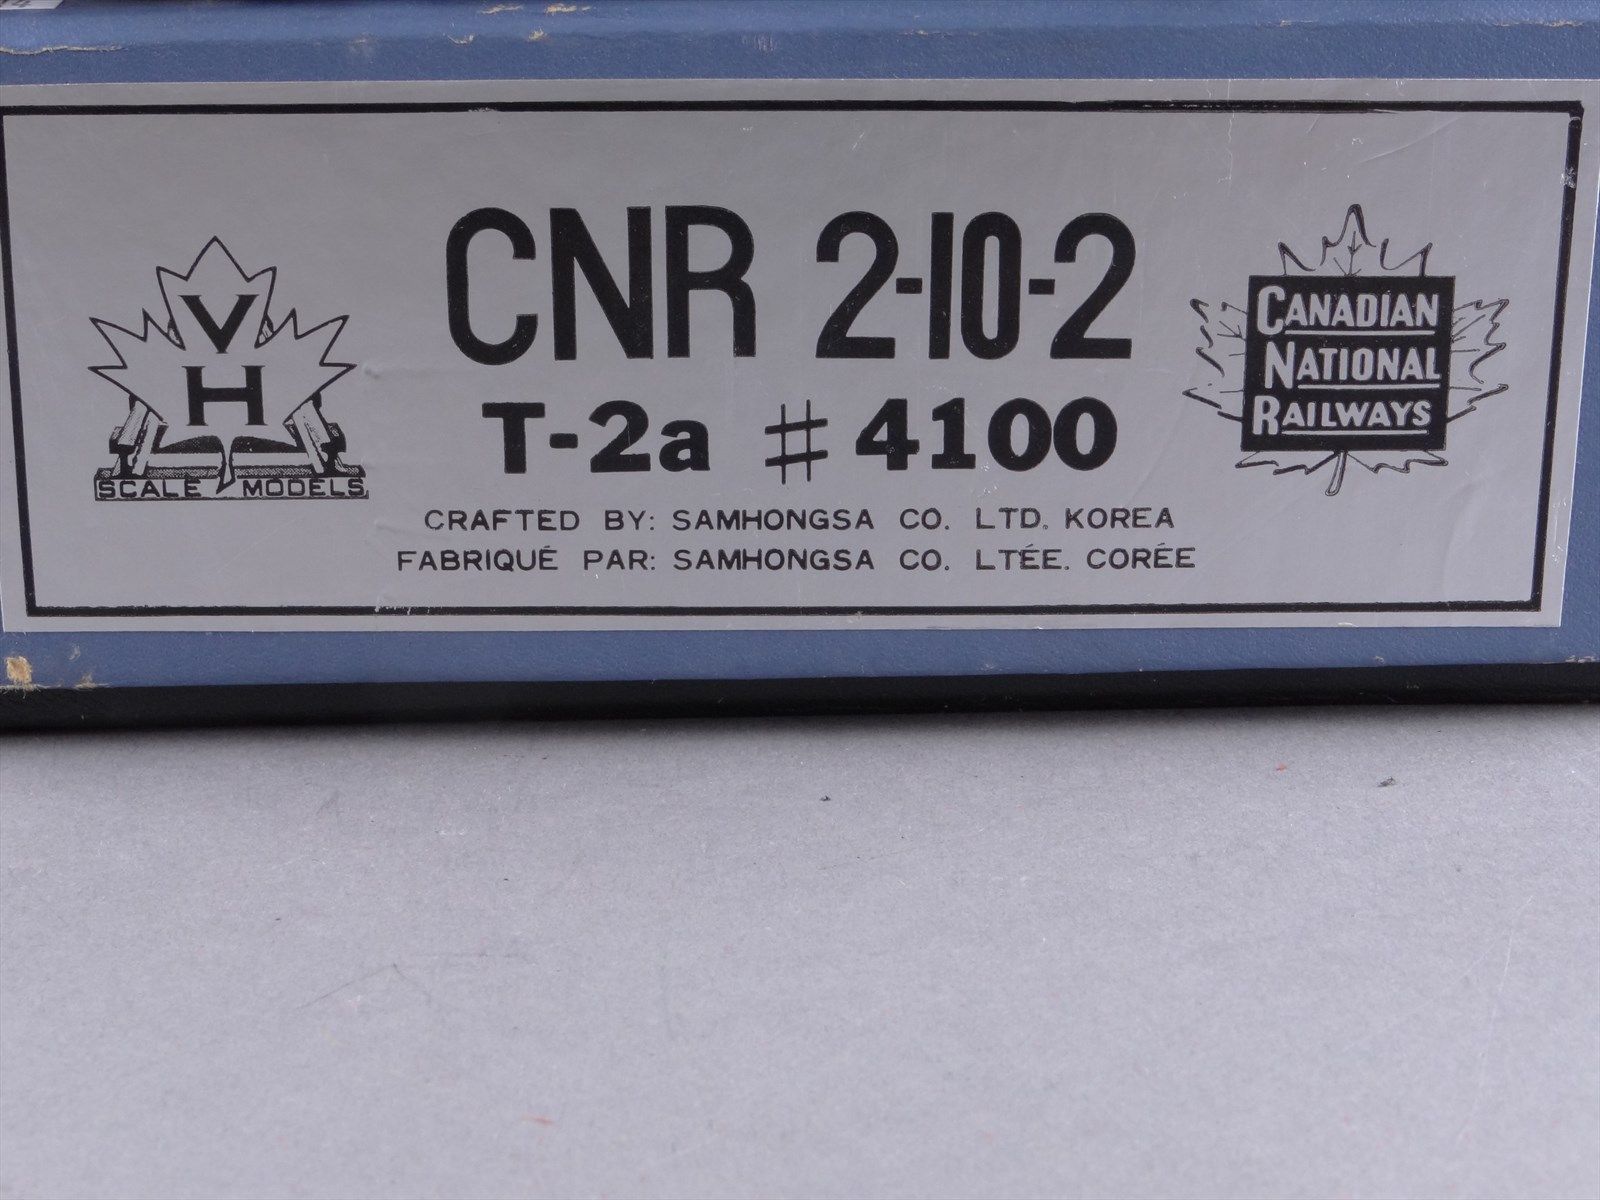 VH
SCALE MODELS
CNR 2-10-2
T-2a # 4100
CRAFTED BY: SAMHONGSA CO. LTD. KOREA
FABRIQUÉ PAR: SAMHONGSA CO. LTÉE. CORÉE
CANADIAN
NATIONAL
RAILWAYS